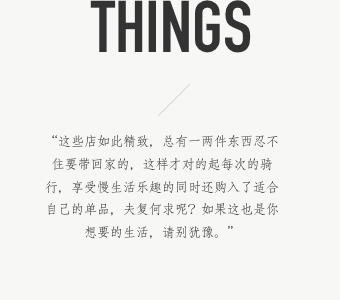 THINGS
“这些店如此精致，总有一两件东西忍不
住要带回家的，这样才对的起每次的骑
行，享受慢生活乐趣的同时还购入了适合
自己的单品，夫复何求呢？如果这也是你
想要的生活，请别犹豫。”